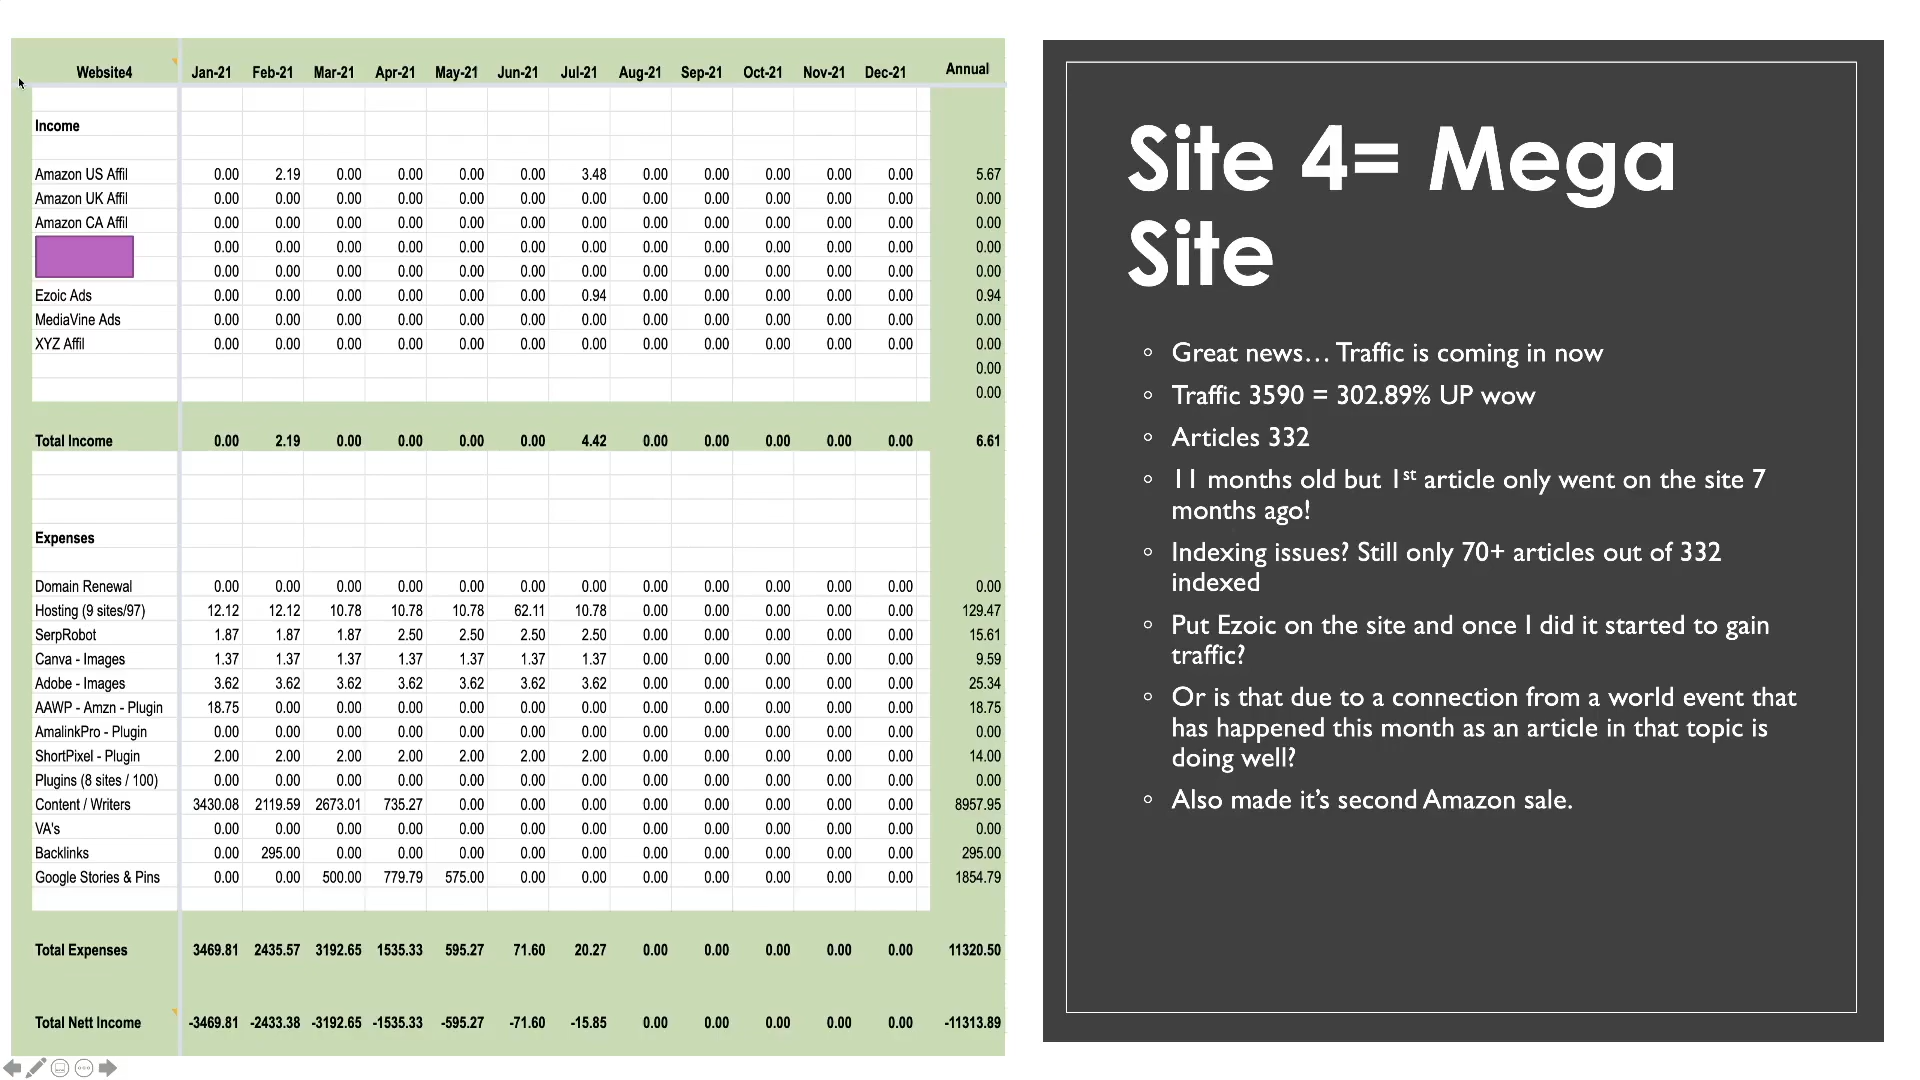 Website4 Jan-21 Feb-21 Mar-21 Apr-21 May-21 Jun-21 Jul-21 Aug-21 Sep-21 Oct-21 Nov-21 Dec-21 Annual
Income
Amazon US Affil 0.00 2.19 0.00 0.00 0.00 0.00 3.48 0.00 0.00 0.00 0.00 0.00 5.67
Amazon UK Affil 0.00 0.00 0.00 0.00 0.00 0.00 0.00 0.00 0.00 0.00 0.00 0.00 0.00
Amazon CA Affil 0.00 0.00 0.00 0.00 0.00 0.00 0.00 0.00 0.00 0.00 0.00 0.00 0.00
0.00 0.00 0.00 0.00 0.00 0.00 0.00 0.00 0.00 0.00 0.00 0.00 0.00
0.00 0.00 0.00 0.00 0.00 0.00 0.00 0.00 0.00 0.00 0.00 0.00 0.00
Ezoic Ads 0.00 0.00 0.00 0.00 0.00 0.00 0.94 0.00 0.00 0.00 0.00 0.00 0.94
MediaVine Ads 0.00 0.00 0.00 0.00 0.00 0.00 0.00 0.00 0.00 0.00 0.00 0.00 0.00
XYZ Affil 0.00 0.00 0.00 0.00 0.00 0.00 0.00 0.00 0.00 0.00 0.00 0.00 0.00
0.00
0.00
Total Income 0.00 2.19 0.00 0.00 0.00 0.00 4.42 0.00 0.00 0.00 0.00 0.00 6.61
Expenses
Domain Renewal 0.00 0.00 0.00 0.00 0.00 0.00 0.00 0.00 0.00 0.00 0.00 0.00 0.00
Hosting (9 sites/97) 12.12 12.12 10.78 10.78 10.78 62.11 10.78 0.00 0.00 0.00 0.00 0.00 129.47
SerpRobot 1.87 1.87 1.87 2.50 2.50 2.50 2.50 0.00 0.00 0.00 0.00 0.00 15.61
Canva - Images 1.37 1.37 1.37 1.37 1.37 1.37 1.37 0.00 0.00 0.00 0.00 0.00 9.59
Adobe - Images 3.62 3.62 3.62 3.62 3.62 3.62 3.62 0.00 0.00 0.00 0.00 0.00 25.34
AAWP - Amzn - Plugin 18.75 0.00 0.00 0.00 0.00 0.00 0.00 0.00 0.00 0.00 0.00 0.00 18.75
AmalinkPro - Plugin 0.00 0.00 0.00 0.00 0.00 0.00 0.00 0.00 0.00 0.00 0.00 0.00 0.00
ShortPixel - Plugin 2.00 2.00 2.00 2.00 2.00 2.00 2.00 0.00 0.00 0.00 0.00 0.00 14.00
Plugins (8 sites / 100) 0.00 0.00 0.00 0.00 0.00 0.00 0.00 0.00 0.00 0.00 0.00 0.00 0.00
Content / Writers 3430.08 2119.59 2673.01 735.27 0.00 0.00 0.00 0.00 0.00 0.00 0.00 0.00 8957.95
VA's 0.00 0.00 0.00 0.00 0.00 0.00 0.00 0.00 0.00 0.00 0.00 0.00 0.00
Backlinks 0.00 295.00 0.00 0.00 0.00 0.00 0.00 0.00 0.00 0.00 0.00 0.00 295.00
Google Stories & Pins 0.00 0.00 500.00 779.79 575.00 0.00 0.00 0.00 0.00 0.00 0.00 0.00 1854.79
Total Expenses 3469.81 2435.57 3192.65 1535.33 595.27 71.60 20.27 0.00 0.00 0.00 0.00 0.00 11320.50
Total Nett Income -3469.81 -2433.38 -3192.65 -1535.33 -595.27 -71.60 -15.85 0.00 0.00 0.00 0.00 0.00 -11313.89
Site 4= Mega
Site
Great news... Traffic is coming in now
Traffic 3590 = 302.89% UP wow
Articles 332
11 months old but 1st article only went on the site 7
months ago!
Indexing issues? Still only 70+ articles out of 332
indexed
Put Ezoic on the site and once I did it started to gain
traffic?
Or is that due to a connection from a world event that
has happened this month as an article in that topic is
doing well?
Also made it's second Amazon sale.